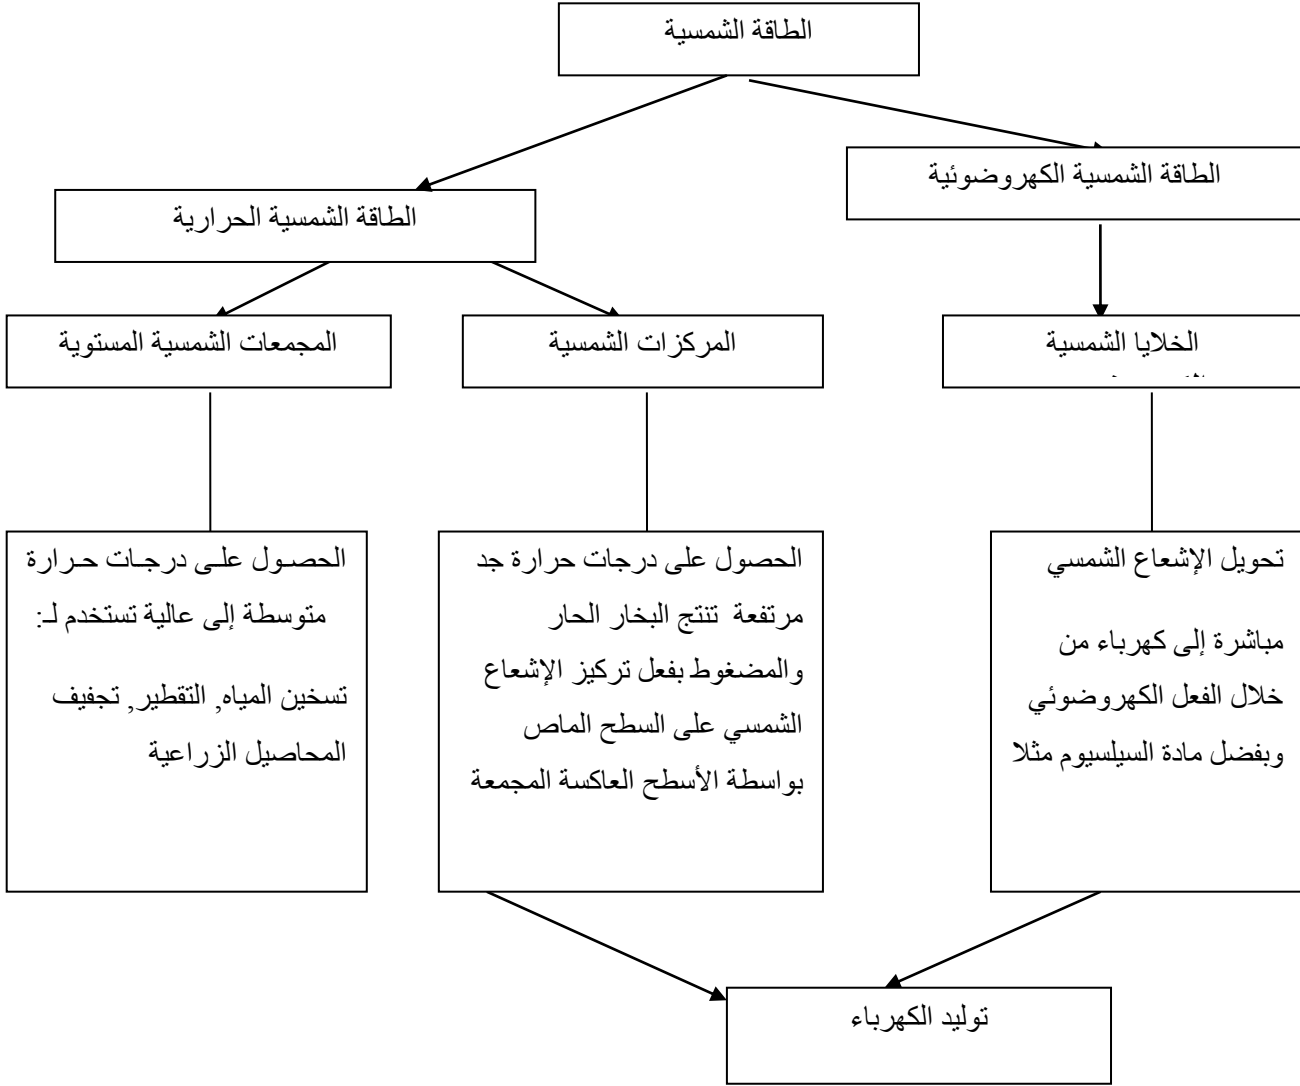 الطاقة الشمسية
الطاقة الشمسية الكهروضوئية
الطاقة الشمسية الحرارية
الخلايا الشمسية
المركزات الشمسية
المجمعات الشمسية المستوية
تحويل الإشعاع الشمسي
مباشرة إلى كهرباء من
خلال الفعل الكهروضوئي
وبفضل مادة السيلسيوم مثلا
الحصول على درجات حرارة جد
مرتفعة تنتج البخار الحار
والمضغوط بفعل تركيز الإشعاع
الشمسي على السطح الماص
بواسطة الأسطح العاكسة المجمعة
الحصول على درجات حرارة
متوسطة إلى عالية تستخدم لـ:
تسخين المياه, التقطير, تجفيف
المحاصيل الزراعية
توليد الكهرباء